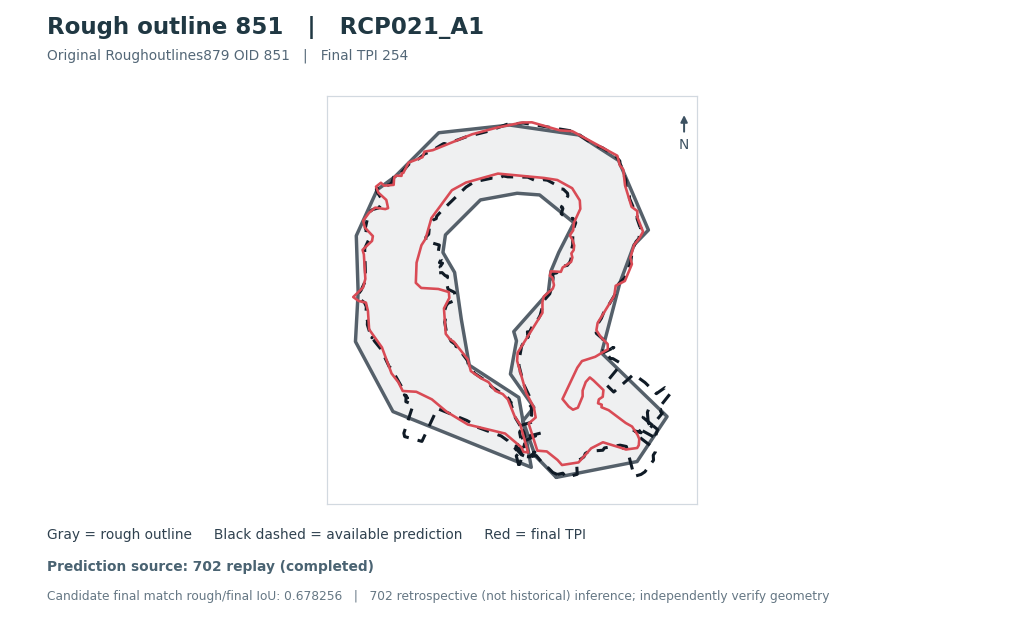 Rough outline 851   |   RCP021_A1
Original Roughoutlines879 OID 851   |   Final TPI 254
N
Gray = rough outline     Black dashed = available prediction     Red = final TPI
Prediction source: 702 replay (completed)
Candidate final match rough/final IoU: 0.678256   |   702 retrospective (not historical) inference; independently verify geometry